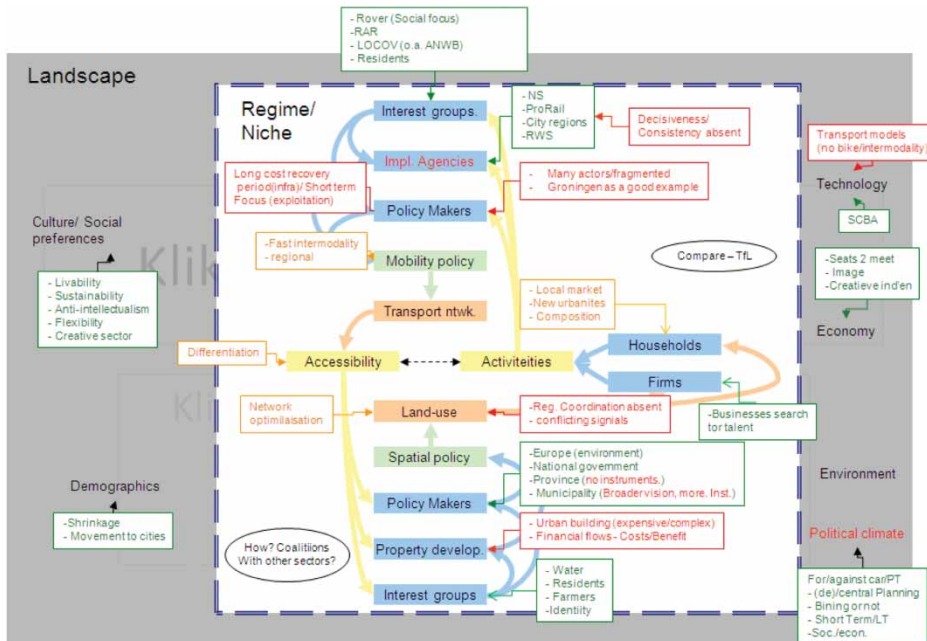 - Rover (Social focus)
-RAR
- LOCOV (o.a. ANWB)
- Residents
Landscape
Regime/
Niche
Interest groups.
- NS
- ProRail
- City regions
-RWS
Decisiveness/
Consistency absent
Transport models
(no bike/intermodality)
Impl. Agencies
Long cost recovery
period(infra)/ Short term
Focus (exploitation)
- Many actors/fragmented
- Groningen as a good example
Technology
Policy Makers
SCBA
Culture/ Social
preferences
-Fast intermodality
- regional
Mobility policy
Compare – TfL
-Seats 2 meet
- Image
-Creatieve ind'en
Klik
- Livability
- Sustainability
- Anti-intellectualism
- Flexibility
- Creative sector
- Local market
-New urbanites
- Composition
Transport ntwk.
Economy
Households
Differentiation
Accessibility
Activiteities
Firms
Kli
Network
optimilaisation
Land-use
-Reg. Coordination absent
- conflicting signials
-Businesses search
for talent
Spatial policy
-Europe (environment)
-National government
-Province (no instruments.)
- Municipality (Broadervision, more. Inst.)
Environment
Demographics
Policy Makers
-Shrinkage
- Movement to cities
- Urban building (expensive/complex)
- Financial flows - Costs/Benefit
Political climate
How? Coalitiions
With other sectors?
Property develop.
- Water
- Residents
- Farmers
-Identiity
Interest groups
For/against car/PT
- (de)/central Planning
- Bining or not
- Short Term/LT
- Soc./econ.